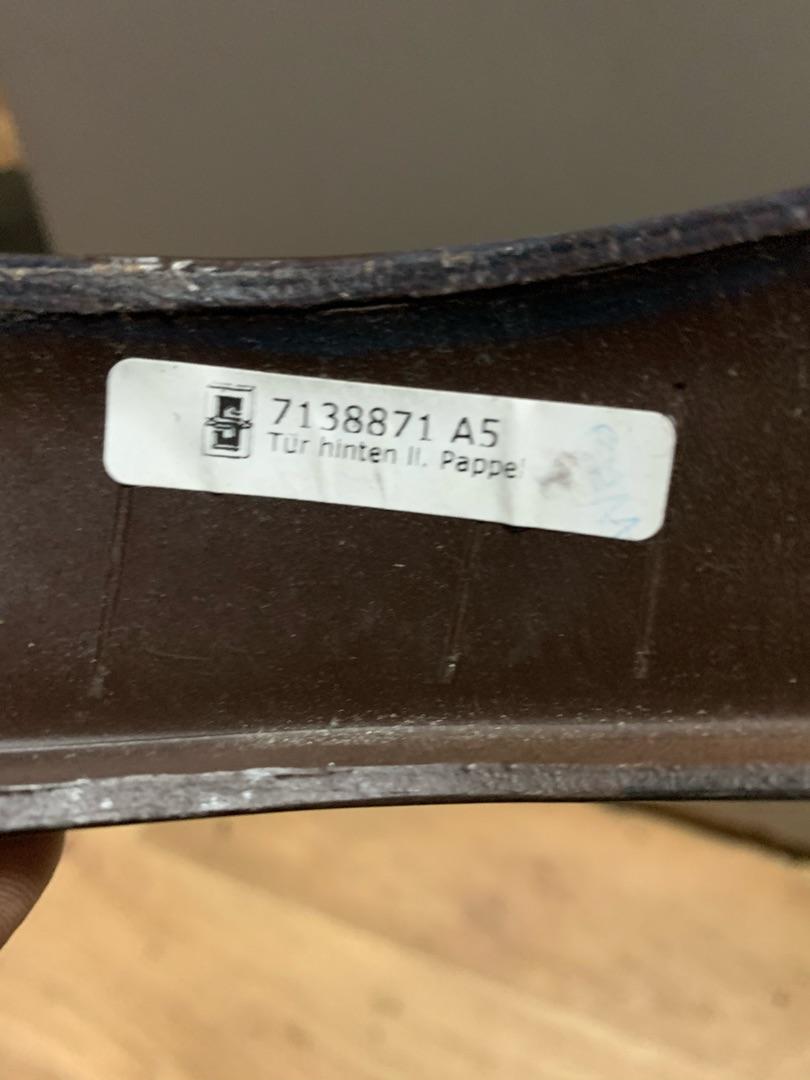 7138871 A5
Tür hinten li. Pappel